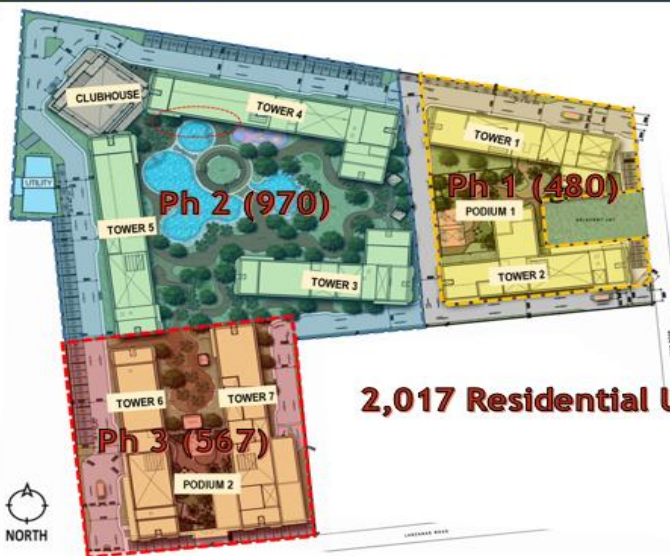 CLUBHOUSE
TOWER 4
TOWER 1
Ph 1 (480)
UTILITY
Ph 2 (970)
PODIUM 1
TOWER 5
TOWER 2
TOWER 3
TOWER 6
TOWER 7
2,017 Residential
Ph 3 (567)
PODIUM 2
NORTH